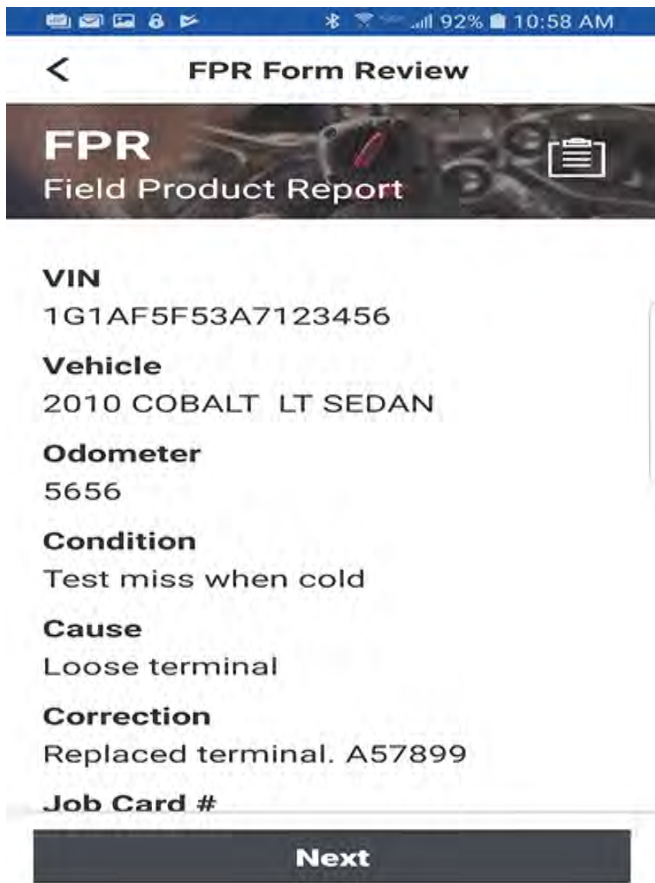 92% 10:58 AM
FPR Form Review
FPR
Field Product Report
VIN
1G1AF5F53A7123456
Vehicle
2010 COBALT LT SEDAN
Odometer
5656
Condition
Test miss when cold
Cause
Loose terminal
Correction
Replaced terminal. A57899
Job Card #
Next